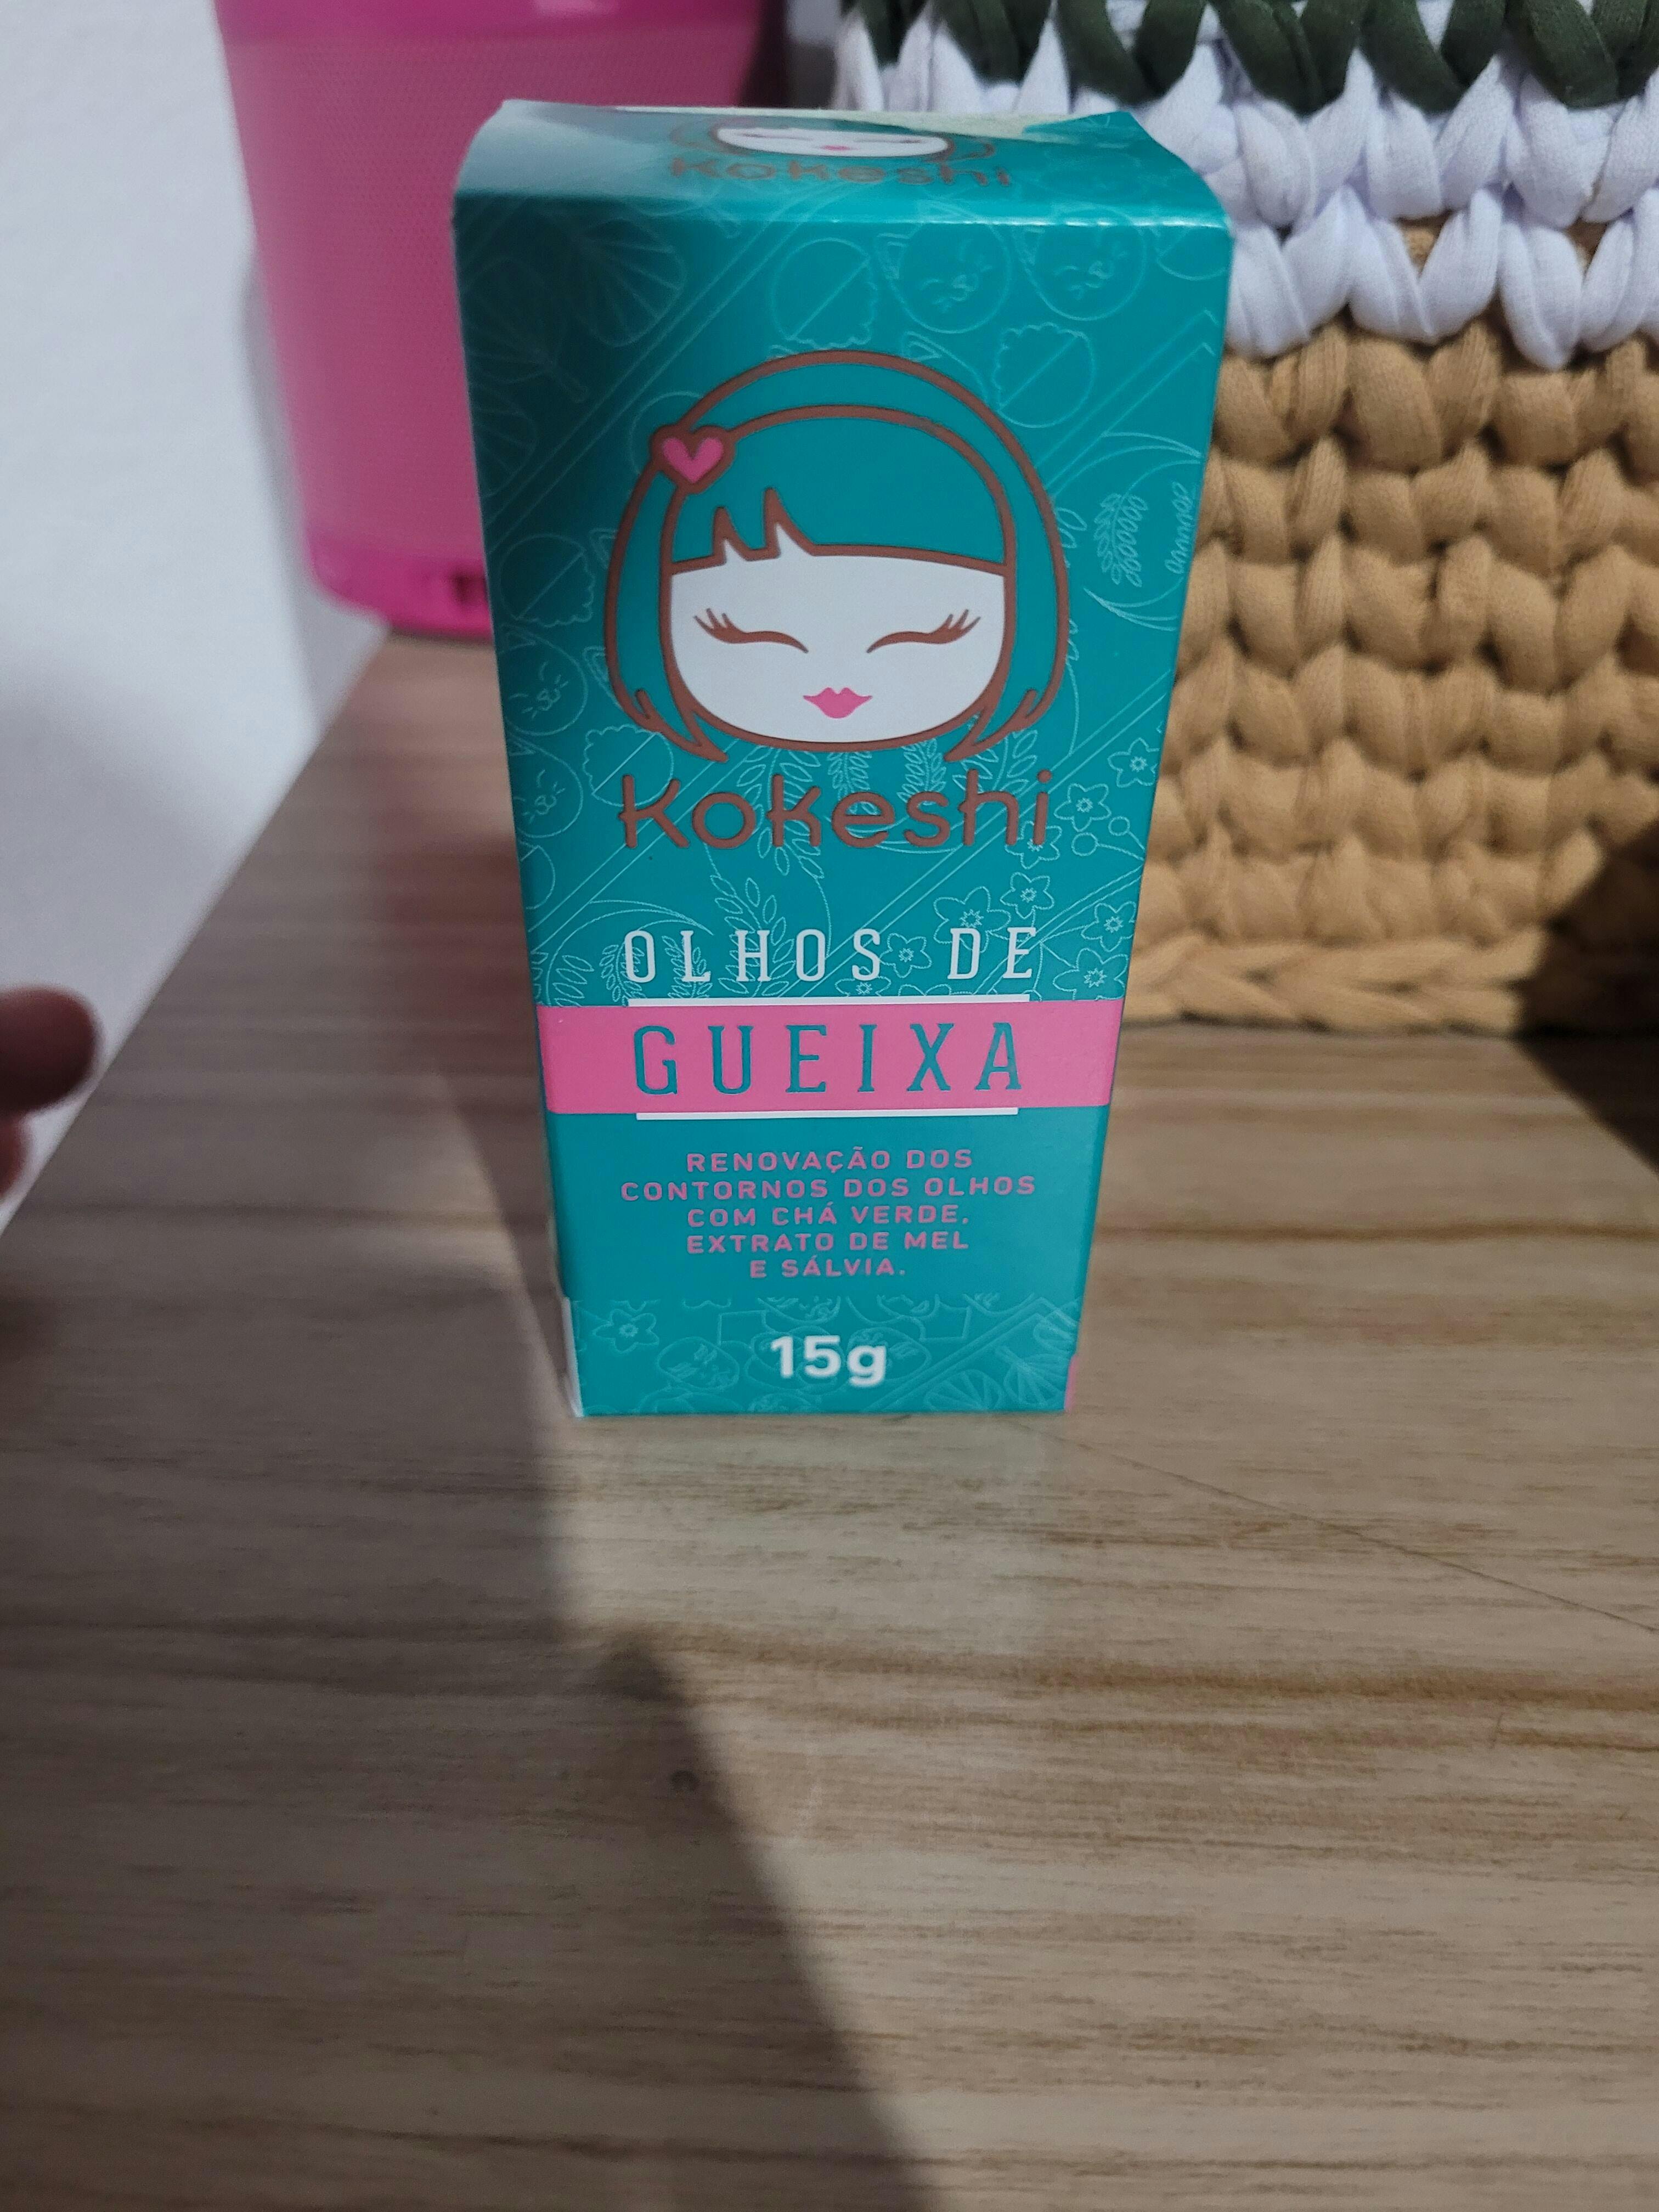 Kokeshi
Kokeshi
OLHOS DE
GUEIXA
RENOVAÇÃO DOS
CONTORNOS DOS OLHOS
COM CHÁ VERDE,
EXTRATO DE MEL
E SÁLVIA.
15g